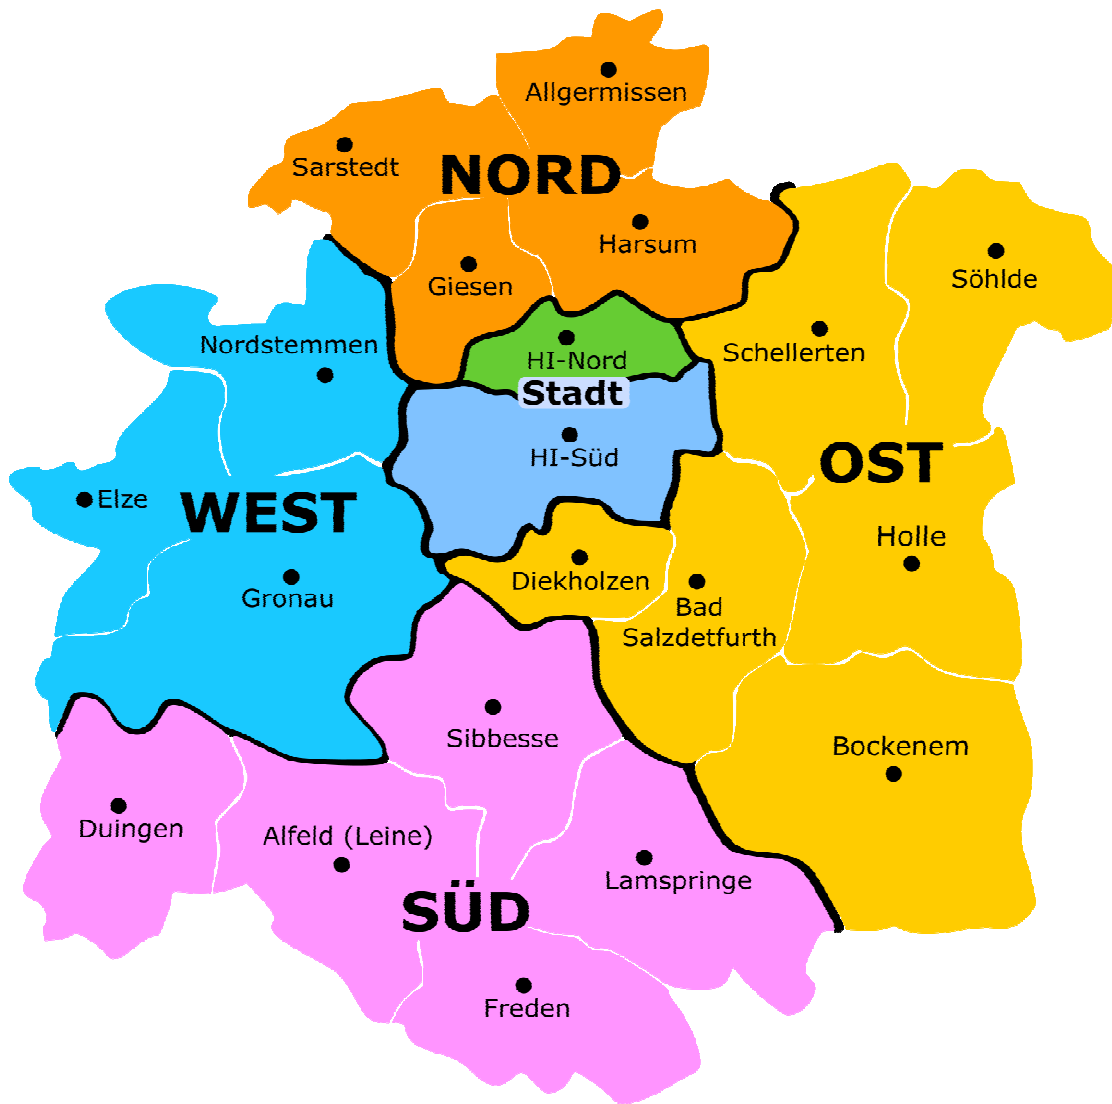 Allgermissen
Sarstedt
NORD
Harsum
Giesen
Söhlde
Nordstemmen
HI-Nord
Schellerten
Stadt
HI-Süd
OST
Elze
WEST
Holle
Diekholzen
Gronau
Bad
Salzdetfurth
Sibbesse
Bockenem
Duingen
Alfeld (Leine)
Lamspringe
SÜD
Freden